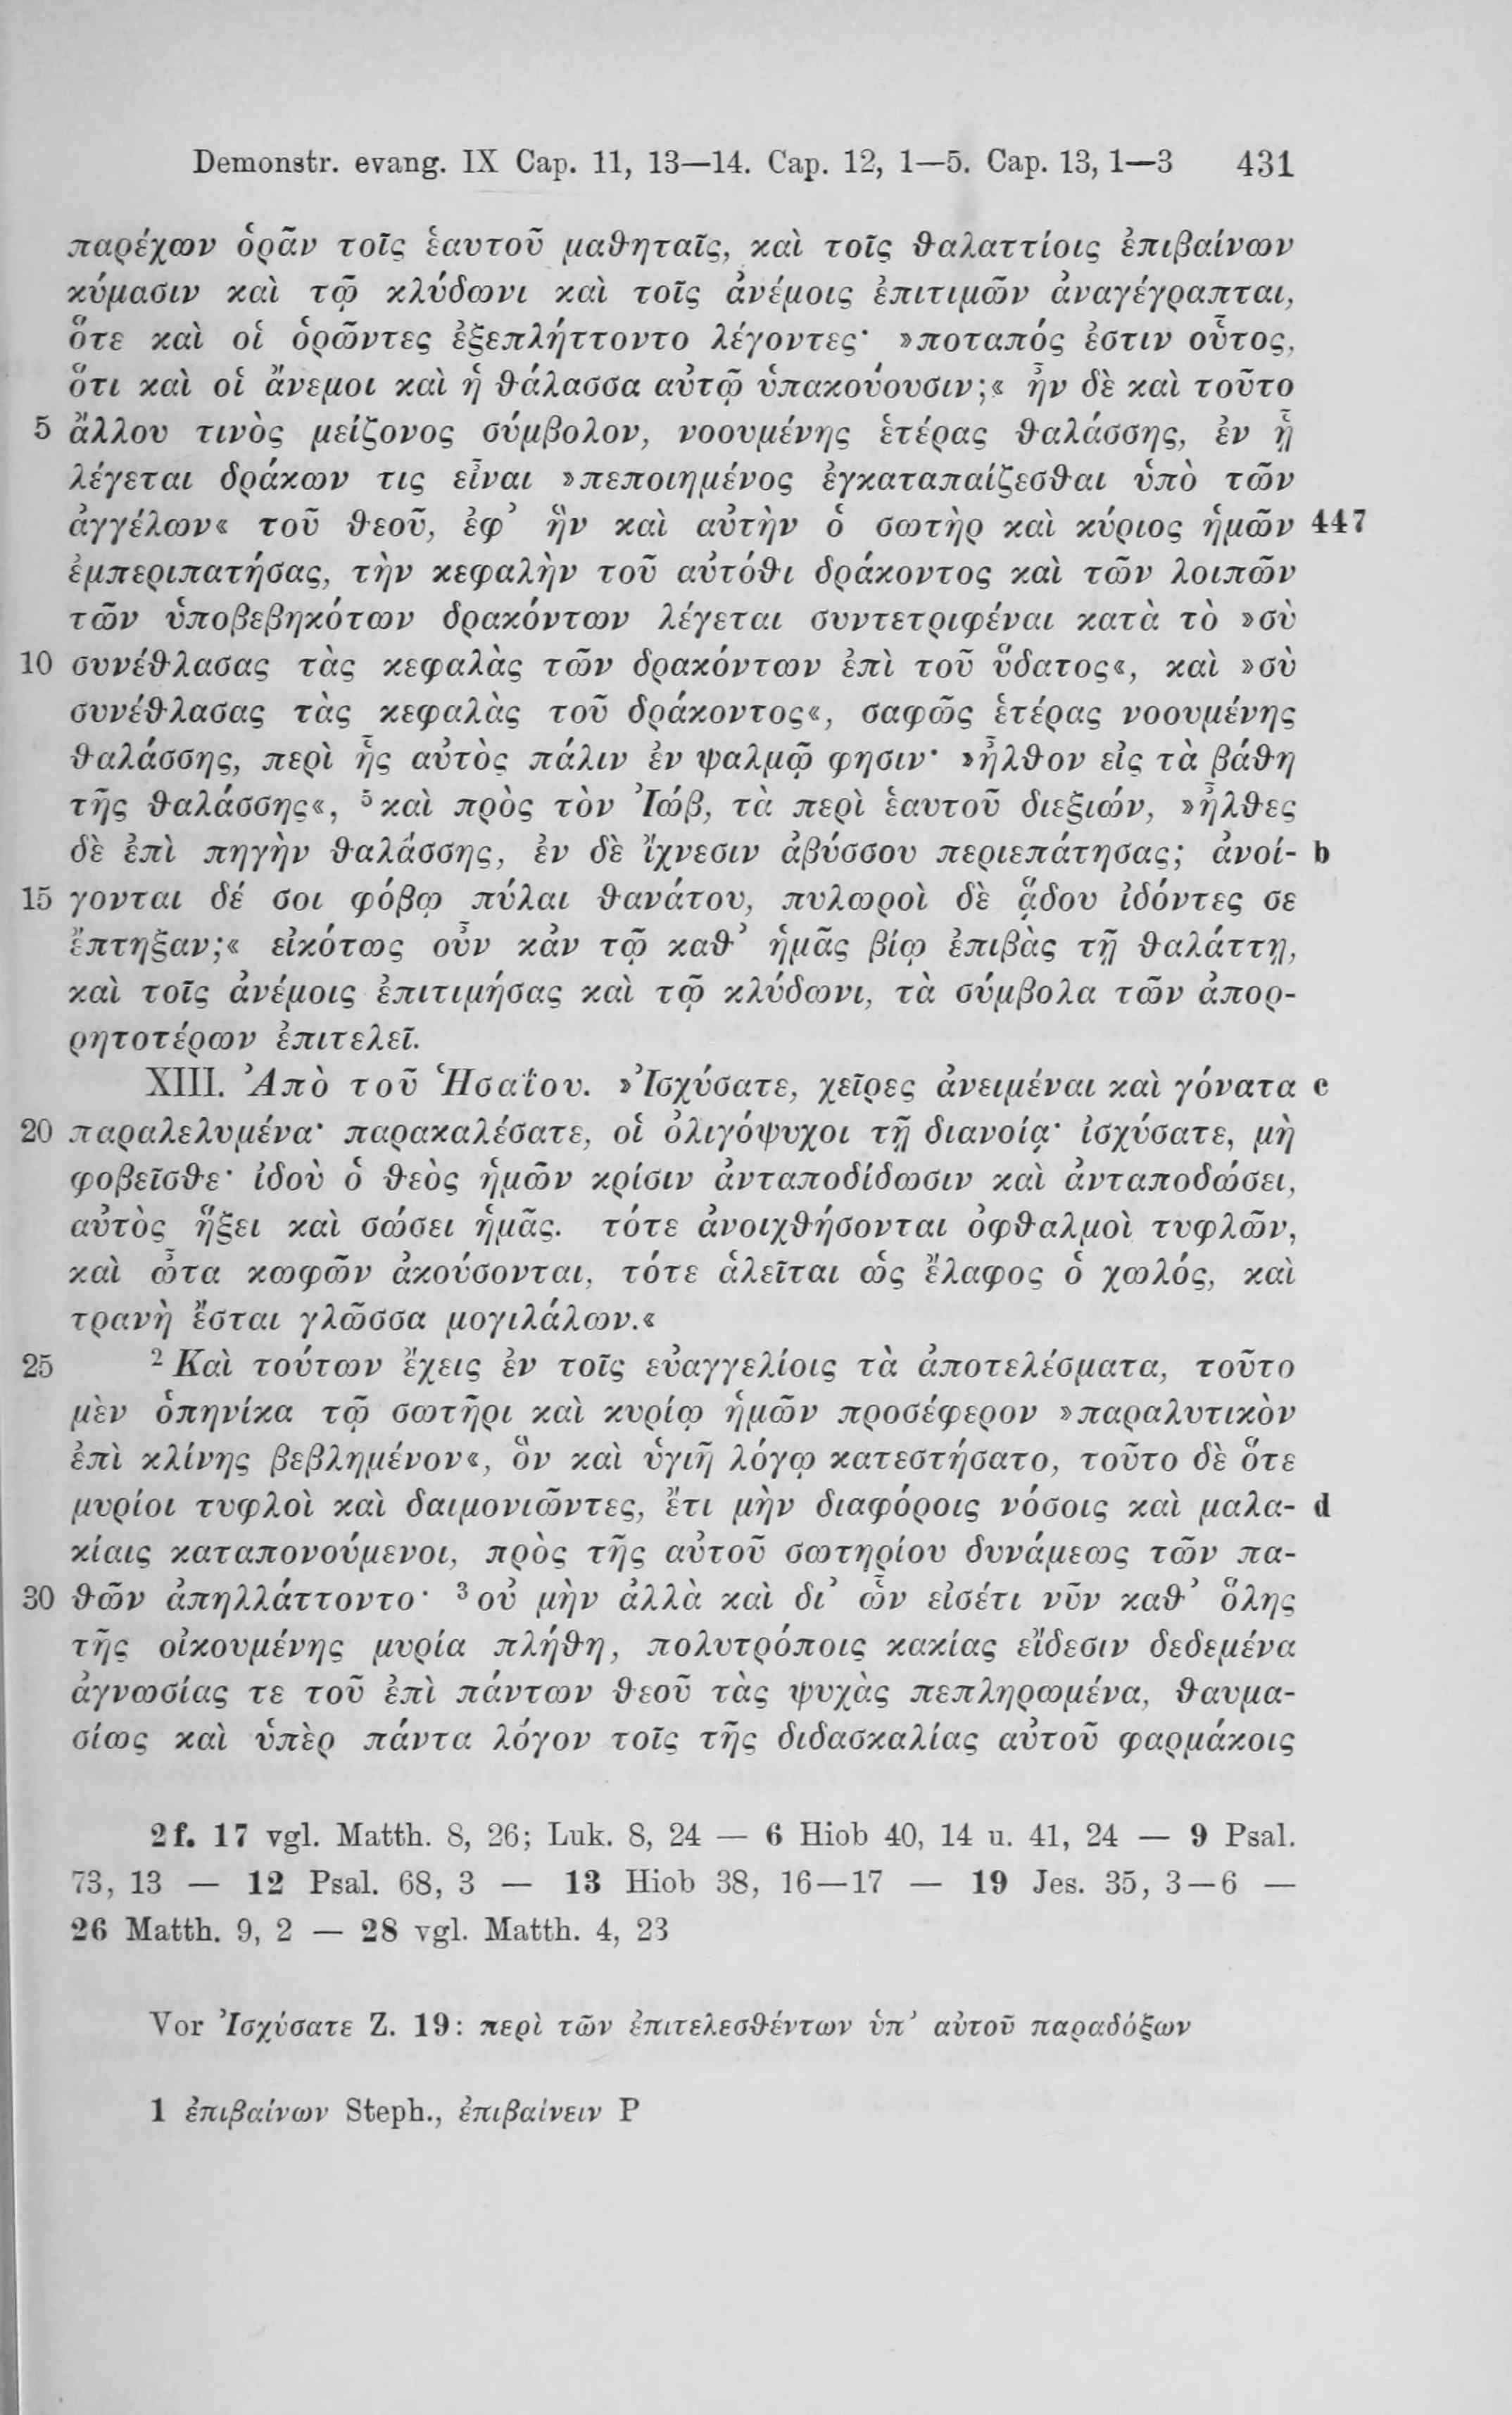 Demonstr. evang. IX Cap. 11, 13—14. Cap. 12, 1—5. Cap. 13, 1—3 431
παρέχων ὁρᾶν τοῖς ἑαυτοῦ μαθηταῖς, καὶ τοῖς θαλαττίοις ἐπιβαίνων
κύμασιν καὶ τῷ κλύδωνι καὶ τοῖς ἀνέμοις ἐπιτιμῶν ἀναγέγραπται,
ὅτε καὶ οἱ ὁρῶντες ἐξεπλήττοντο λέγοντες· »ποταπός ἐστιν οὗτος,
ὅτι καὶ οἱ ἄνεμοι καὶ ἡ θάλασσα αὐτῷ ὑπακούουσιν;« ἦν δὲ καὶ τοῦτο
5 ἄλλου τινὸς μείζονος σύμβολον, νοουμένης ἑτέρας θαλάσσης, ἐν ᾗ
λέγεται δράκων τις εἶναι »πεποιημένος ἐγκαταπαίζεσθαι ὑπὸ τῶν
ἀγγέλων« τοῦ θεοῦ, ἐφ᾽ ἣν καὶ αὐτὴν ὁ σωτὴρ καὶ κύριος ἡμῶν 447
ἐμπεριπατήσας, τὴν κεφαλὴν τοῦ αὐτόθι δράκοντος καὶ τῶν λοιπῶν
τῶν ὑποβεβηκότων δρακόντων λέγεται συντετριφέναι κατὰ τὸ »σὺ
10 συνέθλασας τὰς κεφαλὰς τῶν δρακόντων ἐπὶ τοῦ ὕδατος«, καὶ »σὺ
συνέθλασας τὰς κεφαλὰς τοῦ δράκοντος«, σαφῶς ἑτέρας νοουμένης
θαλάσσης, περὶ ἧς αὐτὸς πάλιν ἐν ψαλμῷ φησιν· »ἦλθον εἰς τὰ βάθη
τῆς θαλάσσης«, ⁵καὶ πρὸς τὸν Ἰώβ, τὰ περὶ ἑαυτοῦ διεξιών, »ἦλθες
δὲ ἐπὶ πηγὴν θαλάσσης, ἐν δὲ ἴχνεσιν ἀβύσσου περιεπάτησας; ἀνοί- b
15 γονται δέ σοι φόβῳ πύλαι θανάτου, πυλωροὶ δὲ ᾅδου ἰδόντες σε
ἔπτηξαν;« εἰκότως οὖν κἀν τῷ καθ᾽ ἡμᾶς βίῳ ἐπιβὰς τῇ θαλάττῃ,
καὶ τοῖς ἀνέμοις ἐπιτιμήσας καὶ τῷ κλύδωνι, τὰ σύμβολα τῶν ἀπορ-
ρητοτέρων ἐπιτελεῖ.
XIII. Ἀπὸ τοῦ Ἡσαΐου. »Ἰσχύσατε, χεῖρες ἀνειμέναι καὶ γόνατα c
20 παραλελυμένα· παρακαλέσατε, οἱ ὀλιγόψυχοι τῇ διανοίᾳ· ἰσχύσατε, μὴ
φοβεῖσθε· ἰδοὺ ὁ θεὸς ἡμῶν κρίσιν ἀνταποδίδωσιν καὶ ἀνταποδώσει,
αὐτὸς ἥξει καὶ σώσει ἡμᾶς. τότε ἀνοιχθήσονται ὀφθαλμοὶ τυφλῶν,
καὶ ὦτα κωφῶν ἀκούσονται, τότε ἁλεῖται ὡς ἔλαφος ὁ χωλός, καὶ
τρανὴ ἔσται γλῶσσα μογιλάλων.«
25 ²Καὶ τούτων ἔχεις ἐν τοῖς εὐαγγελίοις τὰ ἀποτελέσματα, τοῦτο
μὲν ὁπηνίκα τῷ σωτῆρι καὶ κυρίῳ ἡμῶν προσέφερον »παραλυτικὸν
ἐπὶ κλίνης βεβλημένον«, ὃν καὶ ὑγιῆ λόγῳ κατεστήσατο, τοῦτο δὲ ὅτε
μυρίοι τυφλοὶ καὶ δαιμονιῶντες, ἔτι μὴν διαφόροις νόσοις καὶ μαλα- d
κίαις καταπονούμενοι, πρὸς τῆς αὐτοῦ σωτηρίου δυνάμεως τῶν πα-
30 θῶν ἀπηλλάττοντο· ³οὐ μὴν ἀλλὰ καὶ δι᾽ ὧν εἰσέτι νῦν καθ᾽ ὅλης
τῆς οἰκουμένης μυρία πλήθη, πολυτρόποις κακίας εἴδεσιν δεδεμένα
ἀγνωσίας τε τοῦ ἐπὶ πάντων θεοῦ τὰς ψυχὰς πεπληρωμένα, θαυμα-
σίως καὶ ὑπὲρ πάντα λόγον τοῖς τῆς διδασκαλίας αὐτοῦ φαρμάκοις
2f. 17 vgl. Matth. 8, 26; Luk. 8, 24 — 6 Hiob 40, 14 u. 41, 24 — 9 Psal.
73, 13 — 12 Psal. 68, 3 — 13 Hiob 38, 16—17 — 19 Jes. 35, 3—6 —
26 Matth. 9, 2 — 28 vgl. Matth. 4, 23
Vor Ἰσχύσατε Z. 19: περὶ τῶν ἐπιτελεσθέντων ὑπ᾽ αὐτοῦ παραδόξων
1 ἐπιβαίνων Steph., ἐπιβαίνειν P